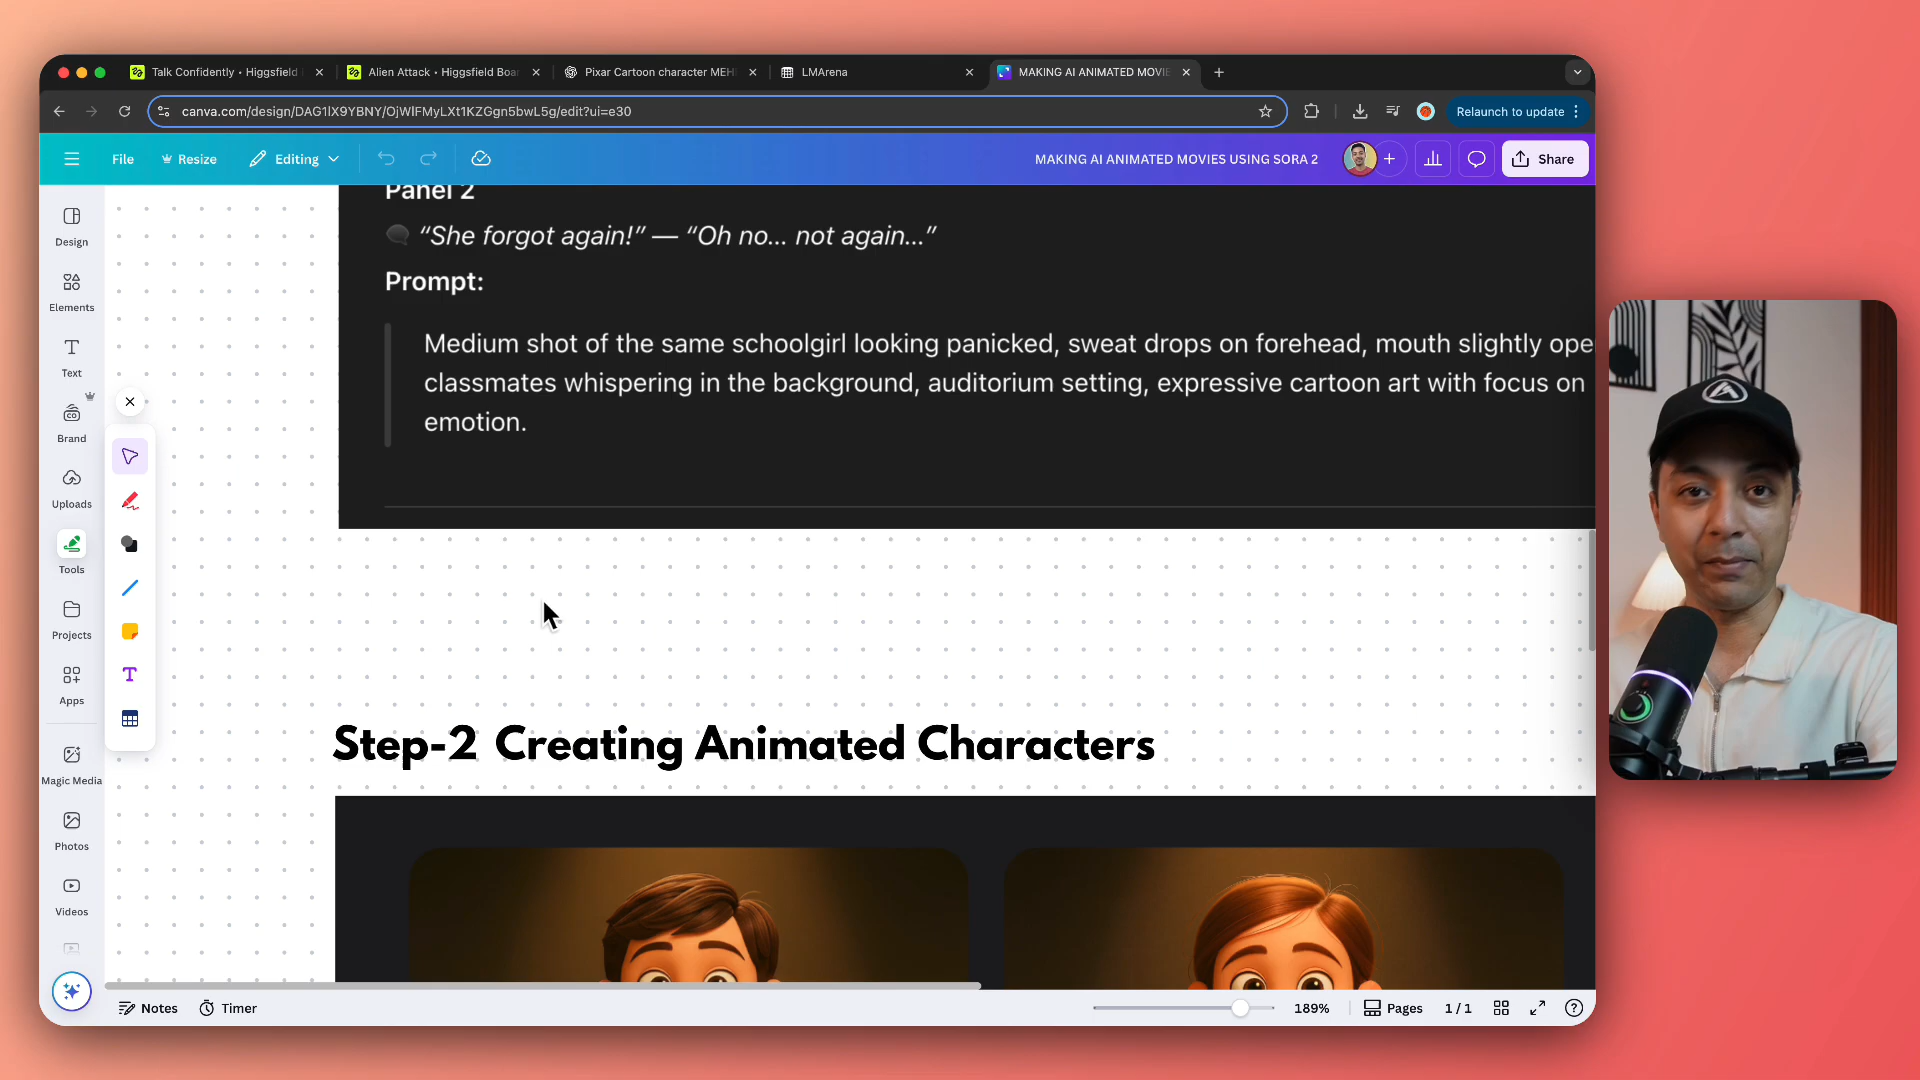 Talk Confidently • Higgsfield
Alien Attack • Higgsfield Boar
Pixar Cartoon character MEHI
LMArena
MAKING AI ANIMATED MOVIE
canva.com/design/DAG1lX9YBNY/OjWlFMyLXt1KZGgn5bwL5g/edit?ui=e30
Relaunch to update
File
Resize
Editing
MAKING AI ANIMATED MOVIES USING SORA 2
Share
Design
Elements
Text
Brand
Uploads
Tools
Projects
Apps
Magic Media
Photos
Videos
Panel 2
“She forgot again!” — “Oh no… not again…”
Prompt:
Medium shot of the same schoolgirl looking panicked, sweat drops on forehead, mouth slightly ope
classmates whispering in the background, auditorium setting, expressive cartoon art with focus on
emotion.
Step-2 Creating Animated Characters
Notes
Timer
189%
Pages
1 / 1